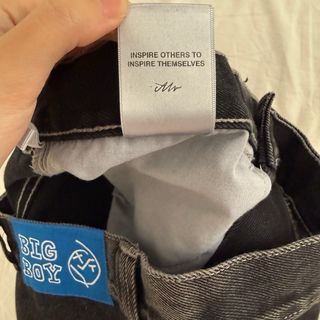 INSPIRE OTHERS TO
INSPIRE THEMSELVES
BIG
BOY